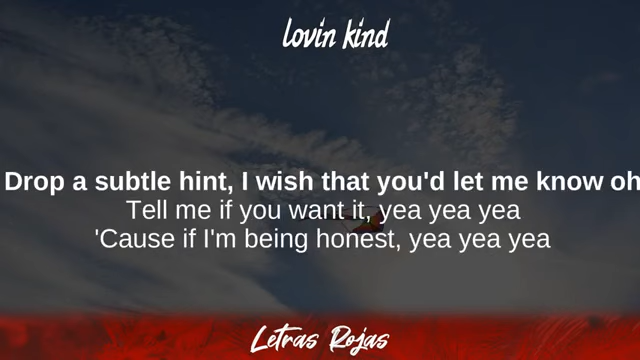 lovin kind
Drop a subtle hint, I wish that you'd let me know oh
Tell me if you want it, yea yea yea
'Cause if I'm being honest, yea yea yea
Letras Rojas